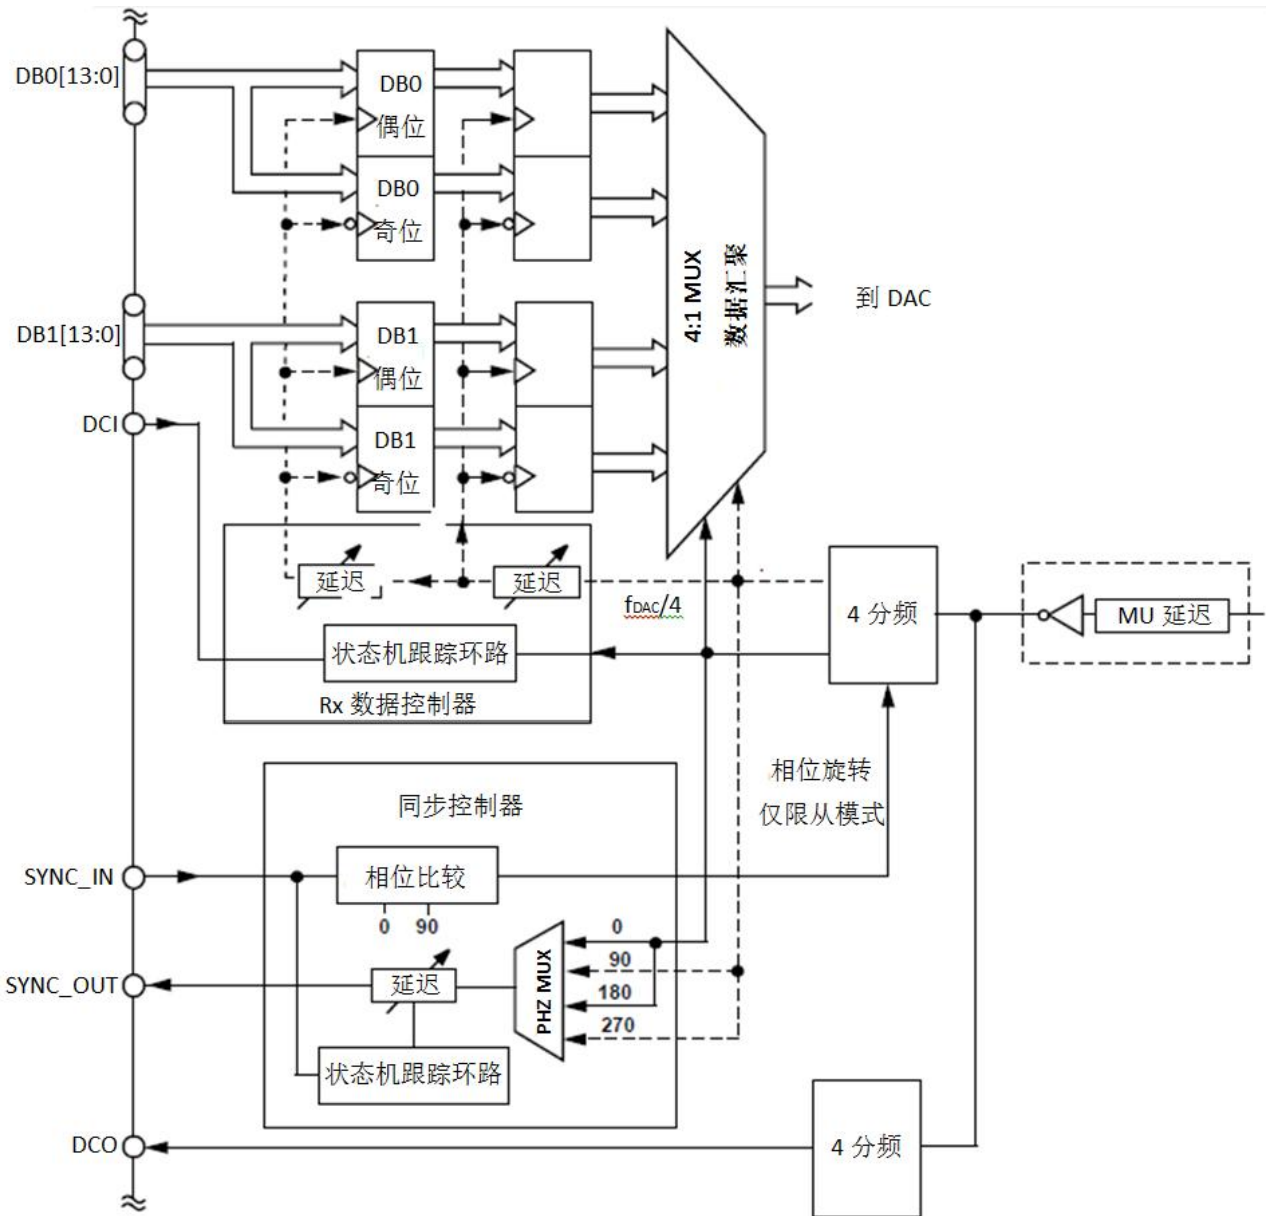 DB0[13:0]
DB0
偶位
DB0
奇位
DB1[13:0]
DB1
偶位
DB1
奇位
DCI
4:1 MUX
数据汇聚
到 DAC
延迟
延迟
fDAC/4
4 分频
MU 延迟
状态机跟踪环路
Rx 数据控制器
相位旋转
仅限从模式
同步控制器
SYNC_IN
相位比较
0 90
0
90
180
270
PHZ MUX
SYNC_OUT
延迟
状态机跟踪环路
DCO
4 分频